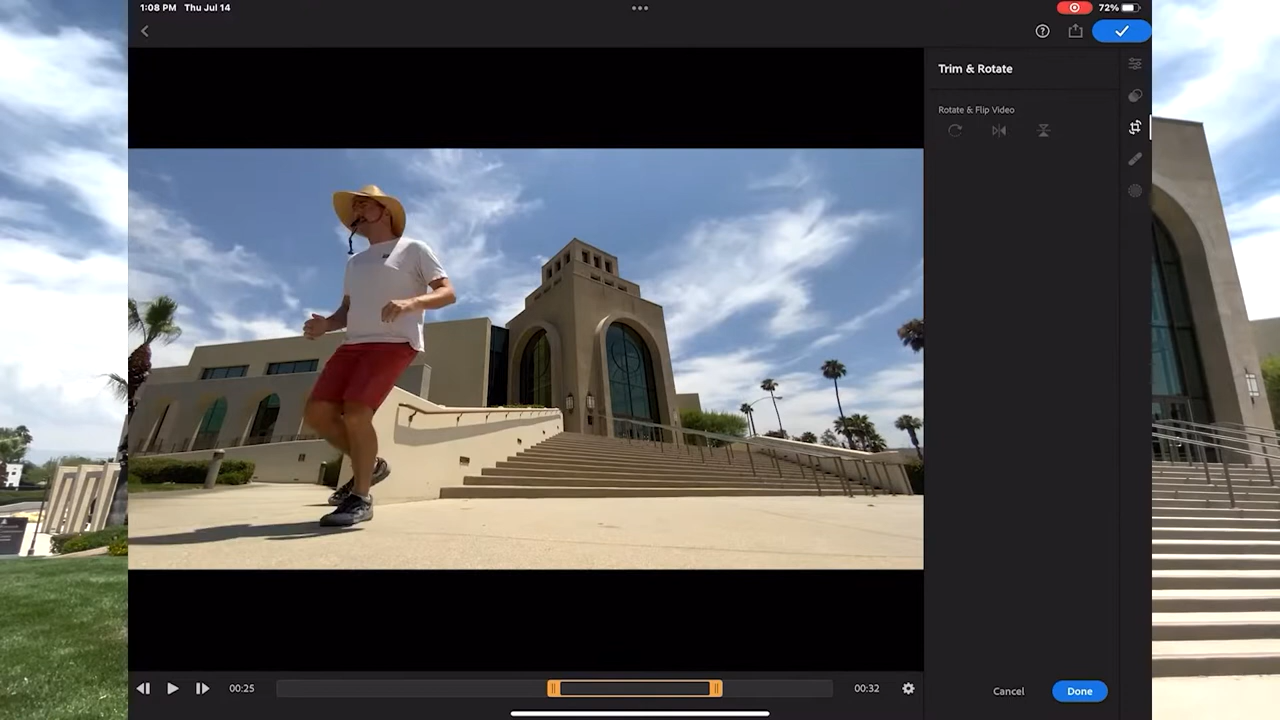 1:08 PM Thu Jul 14
72%
Trim & Rotate
Rotate & Flip Video
00:25
00:32
Cancel
Done